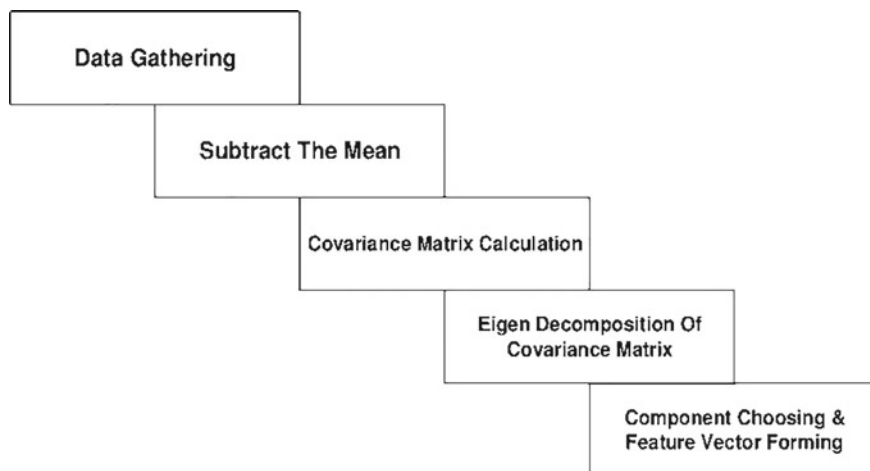 Data Gathering
Subtract The Mean
Covariance Matrix Calculation
Eigen Decomposition Of
Covariance Matrix
Component Choosing &
Feature Vector Forming